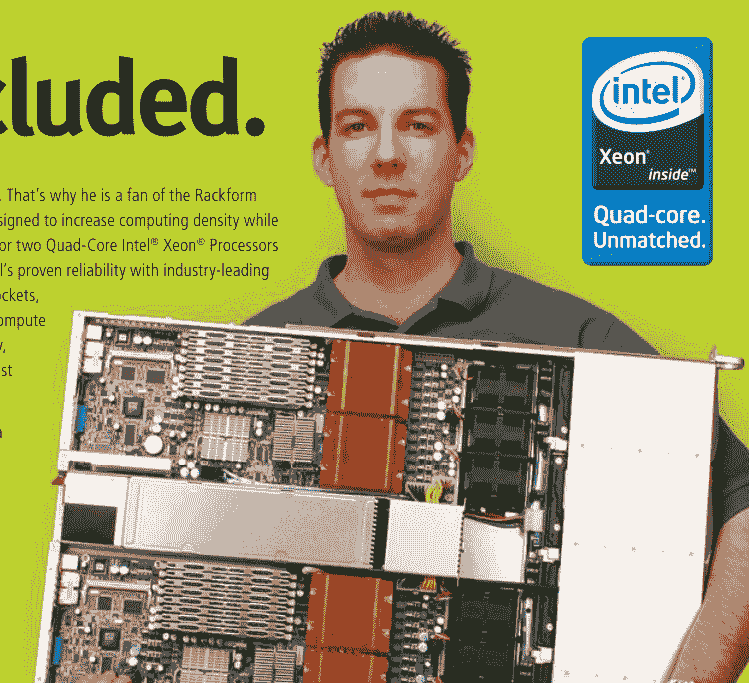 cluded.
. That's why he is a fan of the Rackform
signed to increase computing density while
or two Quad-Core Intel® Xeon® Processors
l's proven reliability with industry-leading
ockets,
ompute
y,
st
a
intel®
Xeon®
inside™
Quad-core.
Unmatched.